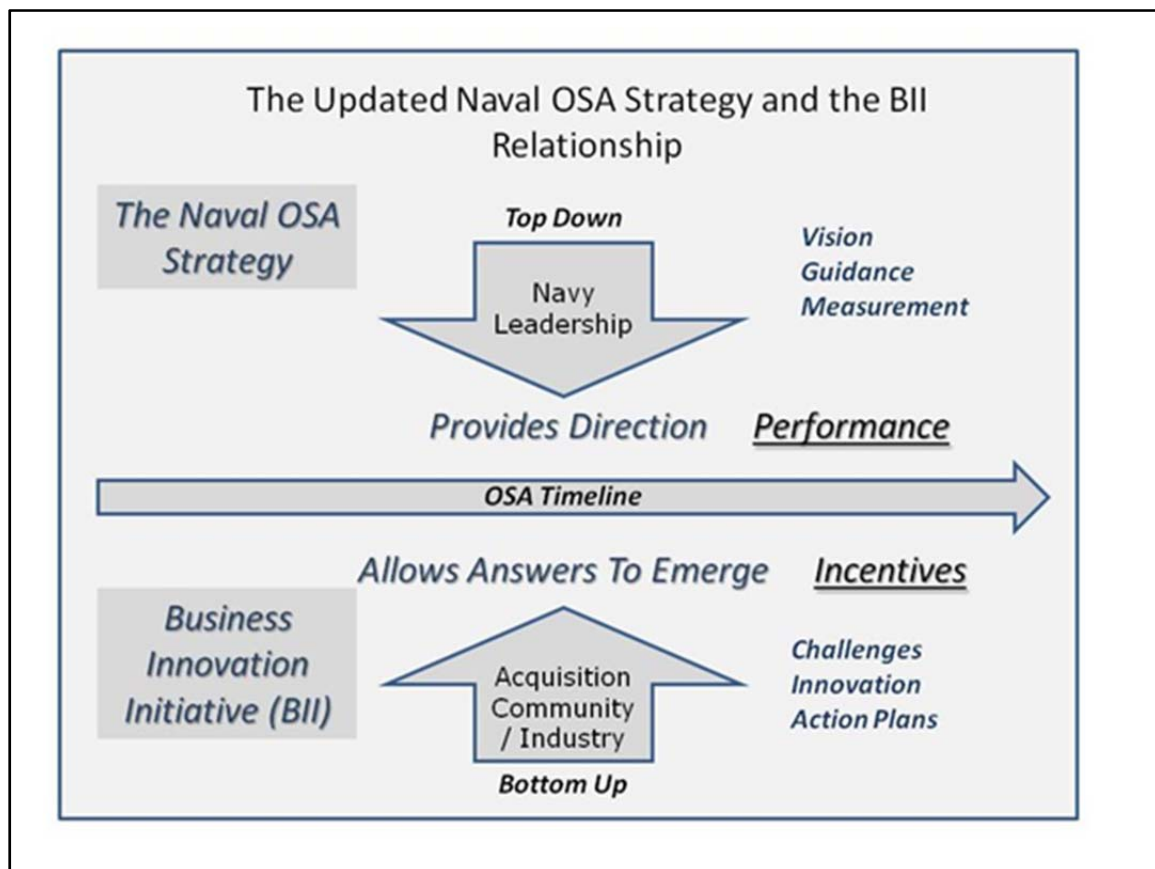 The Updated Naval OSA Strategy and the BII
Relationship
The Naval OSA
Strategy
Top Down
Navy
Leadership
Vision
Guidance
Measurement
Provides Direction
Performance
OSA Timeline
Allows Answers To Emerge
Incentives
Business
Innovation
Initiative (BII)
Acquisition
Community
/ Industry
Bottom Up
Challenges
Innovation
Action Plans